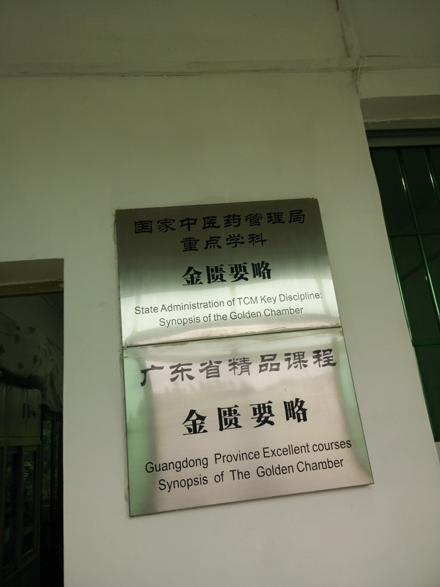 国家中医药管理局
重点学科
金匮要略
State Administration of TCM Key Discipline:
Synopsis of the Golden Chamber
广东省精品课程
金匮要略
Guangdong Province Excellent courses
Synopsis of The Golden Chamber